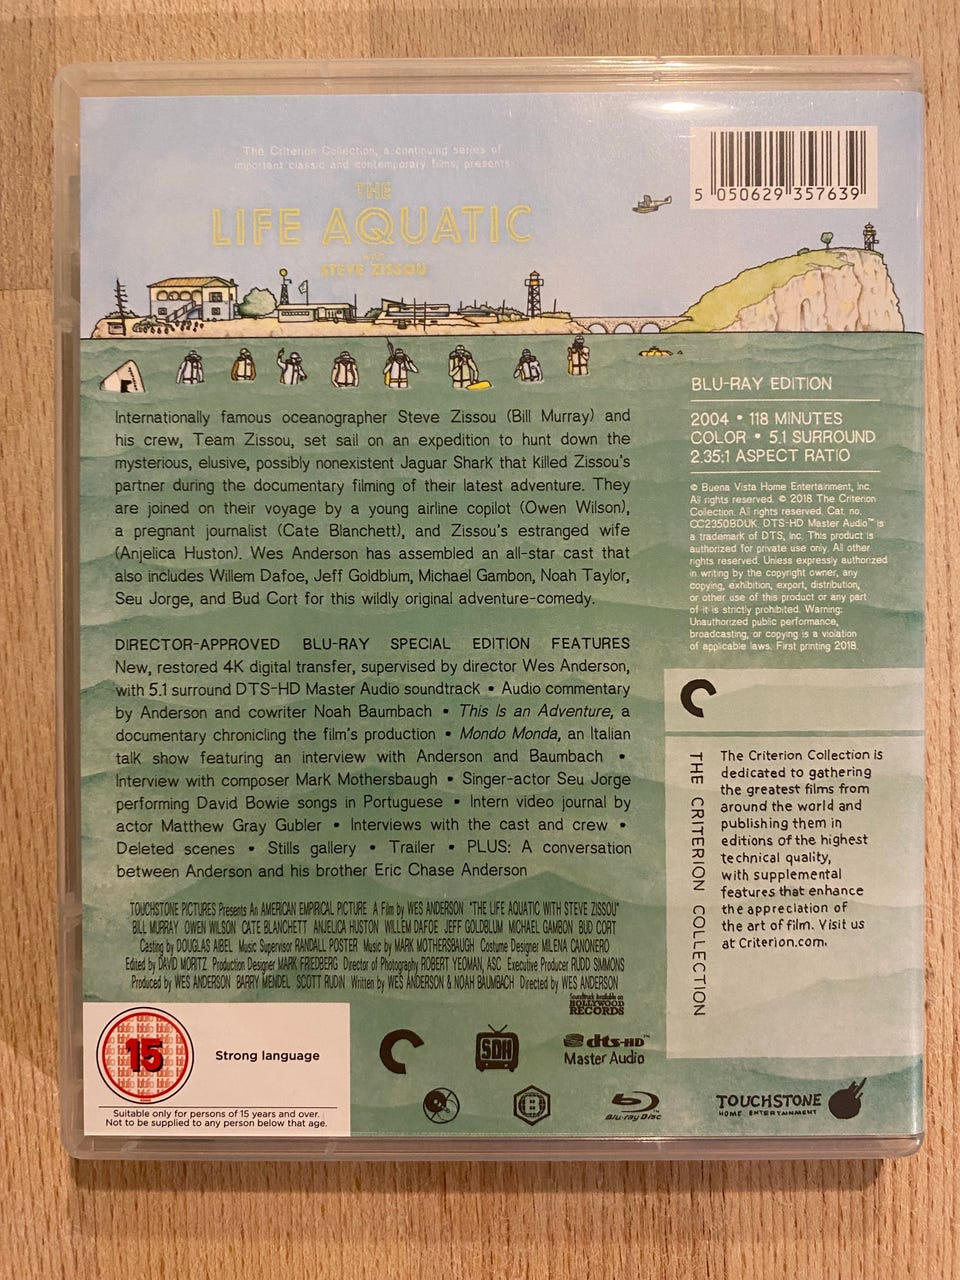 The Criterion Collection, a continuing series of
important classic and contemporary films, presents
THE
LIFE AQUATIC
with
STEVE ZISSOU
5 050629 357639
Internationally famous oceanographer Steve Zissou (Bill Murray) and
his crew, Team Zissou, set sail on an expedition to hunt down the
mysterious, elusive, possibly nonexistent Jaguar Shark that killed Zissou's
partner during the documentary filming of their latest adventure. They
are joined on their voyage by a young airline copilot (Owen Wilson),
a pregnant journalist (Cate Blanchett), and Zissou's estranged wife
(Anjelica Huston). Wes Anderson has assembled an all-star cast that
also includes Willem Dafoe, Jeff Goldblum, Michael Gambon, Noah Taylor,
Seu Jorge, and Bud Cort for this wildly original adventure-comedy.
DIRECTOR-APPROVED BLU-RAY SPECIAL EDITION FEATURES
New, restored 4K digital transfer, supervised by director Wes Anderson,
with 5.1 surround DTS-HD Master Audio soundtrack • Audio commentary
by Anderson and cowriter Noah Baumbach • This Is an Adventure, a
documentary chronicling the film's production • Mondo Monda, an Italian
talk show featuring an interview with Anderson and Baumbach •
Interview with composer Mark Mothersbaugh • Singer-actor Seu Jorge
performing David Bowie songs in Portuguese • Intern video journal by
actor Matthew Gray Gubler • Interviews with the cast and crew •
Deleted scenes • Stills gallery • Trailer • PLUS: A conversation
between Anderson and his brother Eric Chase Anderson
TOUCHSTONE PICTURES Presents An AMERICAN EMPIRICAL PICTURE A Film by WES ANDERSON "THE LIFE AQUATIC WITH STEVE ZISSOU"
BILL MURRAY OWEN WILSON CATE BLANCHETT ANJELICA HUSTON WILLEM DAFOE JEFF GOLDBLUM MICHAEL GAMBON BUD CORT
Casting by DOUGLAS AIBEL Music Supervisor RANDALL POSTER Music by MARK MOTHERSBAUGH Costume Designer MILENA CANONERO
Edited by DAVID MORITZ Production Designer MARK FRIEDBERG Director of Photography ROBERT YEOMAN, ASC Executive Producer RUDD SIMMONS
Produced by WES ANDERSON BARRY MENDEL SCOTT RUDIN Written by WES ANDERSON & NOAH BAUMBACH Directed by WES ANDERSON
Soundtrack Available on
HOLLYWOOD
RECORDS
BLU-RAY EDITION
2004 • 118 MINUTES
COLOR • 5.1 SURROUND
2.35:1 ASPECT RATIO
© Buena Vista Home Entertainment, Inc.
All rights reserved. © 2018 The Criterion
Collection. All rights reserved. Cat. no.
CC2350BDUK. DTS-HD Master Audio™ is
a trademark of DTS, Inc. This product is
authorized for private use only. All other
rights reserved. Unless expressly authorized
in writing by the copyright owner, any
copying, exhibition, export, distribution,
or other use of this product or any part
of it is strictly prohibited. Warning:
Unauthorized public performance,
broadcasting, or copying is a violation
of applicable laws. First printing 2018.
THE CRITERION COLLECTION
The Criterion Collection is
dedicated to gathering
the greatest films from
around the world and
publishing them in
editions of the highest
technical quality,
with supplemental
features that enhance
the appreciation of
the art of film. Visit us
at Criterion.com.
15
Strong language
Suitable only for persons of 15 years and over.
Not to be supplied to any person below that age.
SDH
dts-HD™
Master Audio
B
Blu-ray Disc™
TOUCHSTONE
HOME ENTERTAINMENT